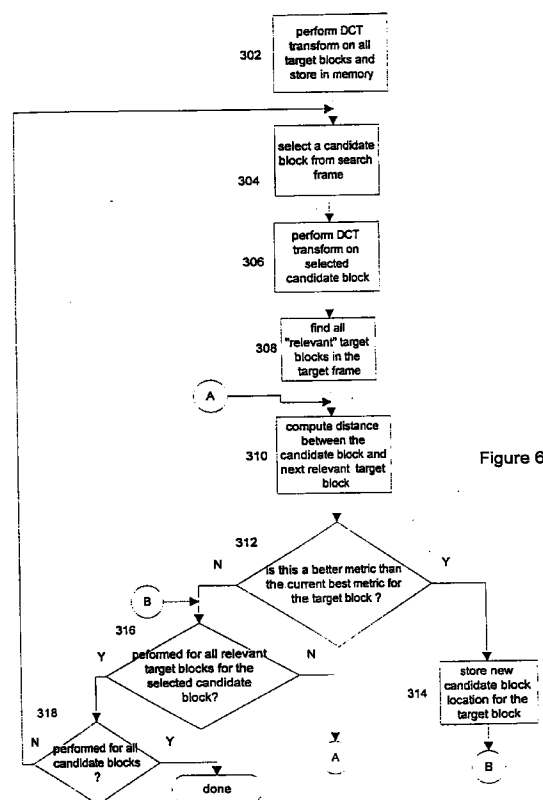 302
perform DCT
transform on all
target blocks and
store in memory
304
select a candidate
block from search
frame
306
perform DCT
transform on
selected
candidate block
308
find all
"relevant" target
blocks in the
target frame
A
310
compute distance
between the
candidate block and
next relevant target
block
Figure 6
312
N
Y
is this a better metric than
the current best metric for
the target block ?
B
316
Y
N
peformed for all relevant
target blocks for the
selected candidate
block?
314
store new
candidate block
location for the
target block
318
N
Y
performed for all
candidate blocks
?
done
A
B